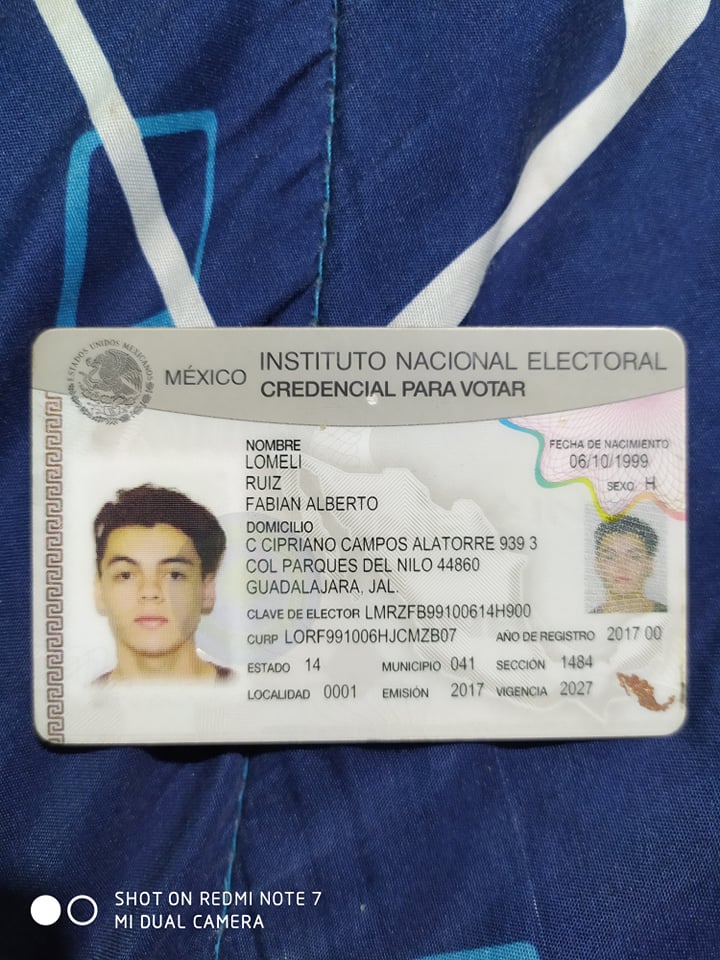 ESTADOS UNIDOS MEXICANOS
MÉXICO
INSTITUTO NACIONAL ELECTORAL
CREDENCIAL PARA VOTAR
NOMBRE
LOMELI
RUIZ
FABIAN ALBERTO
FECHA DE NACIMIENTO
06/10/1999
SEXO H
DOMICILIO
C CIPRIANO CAMPOS ALATORRE 939 3
COL PARQUES DEL NILO 44860
GUADALAJARA, JAL.
CLAVE DE ELECTOR LMRZFB99100614H900
CURP LORF991006HJCMZB07 AÑO DE REGISTRO 2017 00
ESTADO 14 MUNICIPIO 041 SECCIÓN 1484
LOCALIDAD 0001 EMISIÓN 2017 VIGENCIA 2027
SHOT ON REDMI NOTE 7
MI DUAL CAMERA